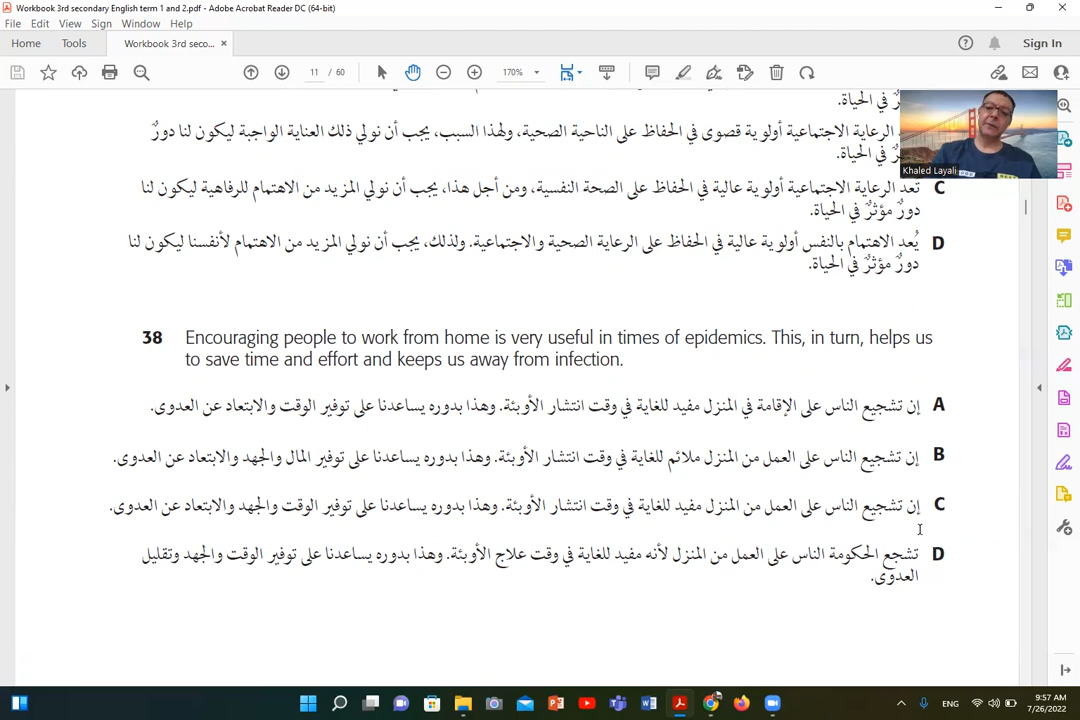 Workbook 3rd secondary English term 1 and 2.pdf - Adobe Acrobat Reader DC (64-bit)
File Edit View Sign Window Help
Home Tools Workbook 3rd seco... × Sign In
11 / 60 170%
في الحياة.
الرعاية الاجتماعية أولوية قصوى في الحفاظ على الناحية الصحية، ولهذا السبب، يجب أن نولي ذلك العناية الواجبة ليكون لنا دورٌ
في الحياة.
Khaled Layali
C تُعد الرعاية الاجتماعية أولوية عالية في الحفاظ على الصحة النفسية، ومن أجل هذا، يجب أن نولي المزيد من الاهتمام للرفاهية ليكون لنا
دورٌ مؤثرٌ في الحياة.
D يُعد الاهتمام بالنفس أولوية عالية في الحفاظ على الرعاية الصحية والاجتماعية. ولذلك، يجب أن نولي المزيد من الاهتمام لأنفسنا ليكون لنا
دورٌ مؤثرٌ في الحياة.
38 Encouraging people to work from home is very useful in times of epidemics. This, in turn, helps us
to save time and effort and keeps us away from infection.
A إن تشجيع الناس على الإقامة في المنزل مفيد للغاية في وقت انتشار الأوبئة. وهذا بدوره يساعدنا على توفير الوقت والابتعاد عن العدوى.
B إن تشجيع الناس على العمل من المنزل ملائم للغاية في وقت انتشار الأوبئة. وهذا بدوره يساعدنا على توفير المال والجهد والابتعاد عن العدوى.
C إن تشجيع الناس على العمل من المنزل مفيد للغاية في وقت انتشار الأوبئة. وهذا بدوره يساعدنا على توفير الوقت والجهد والابتعاد عن العدوى.
D تشجع الحكومة الناس على العمل من المنزل لأنه مفيد للغاية في وقت علاج الأوبئة. وهذا بدوره يساعدنا على توفير الوقت والجهد وتقليل
العدوى.
ENG 9:57 AM
7/26/2022